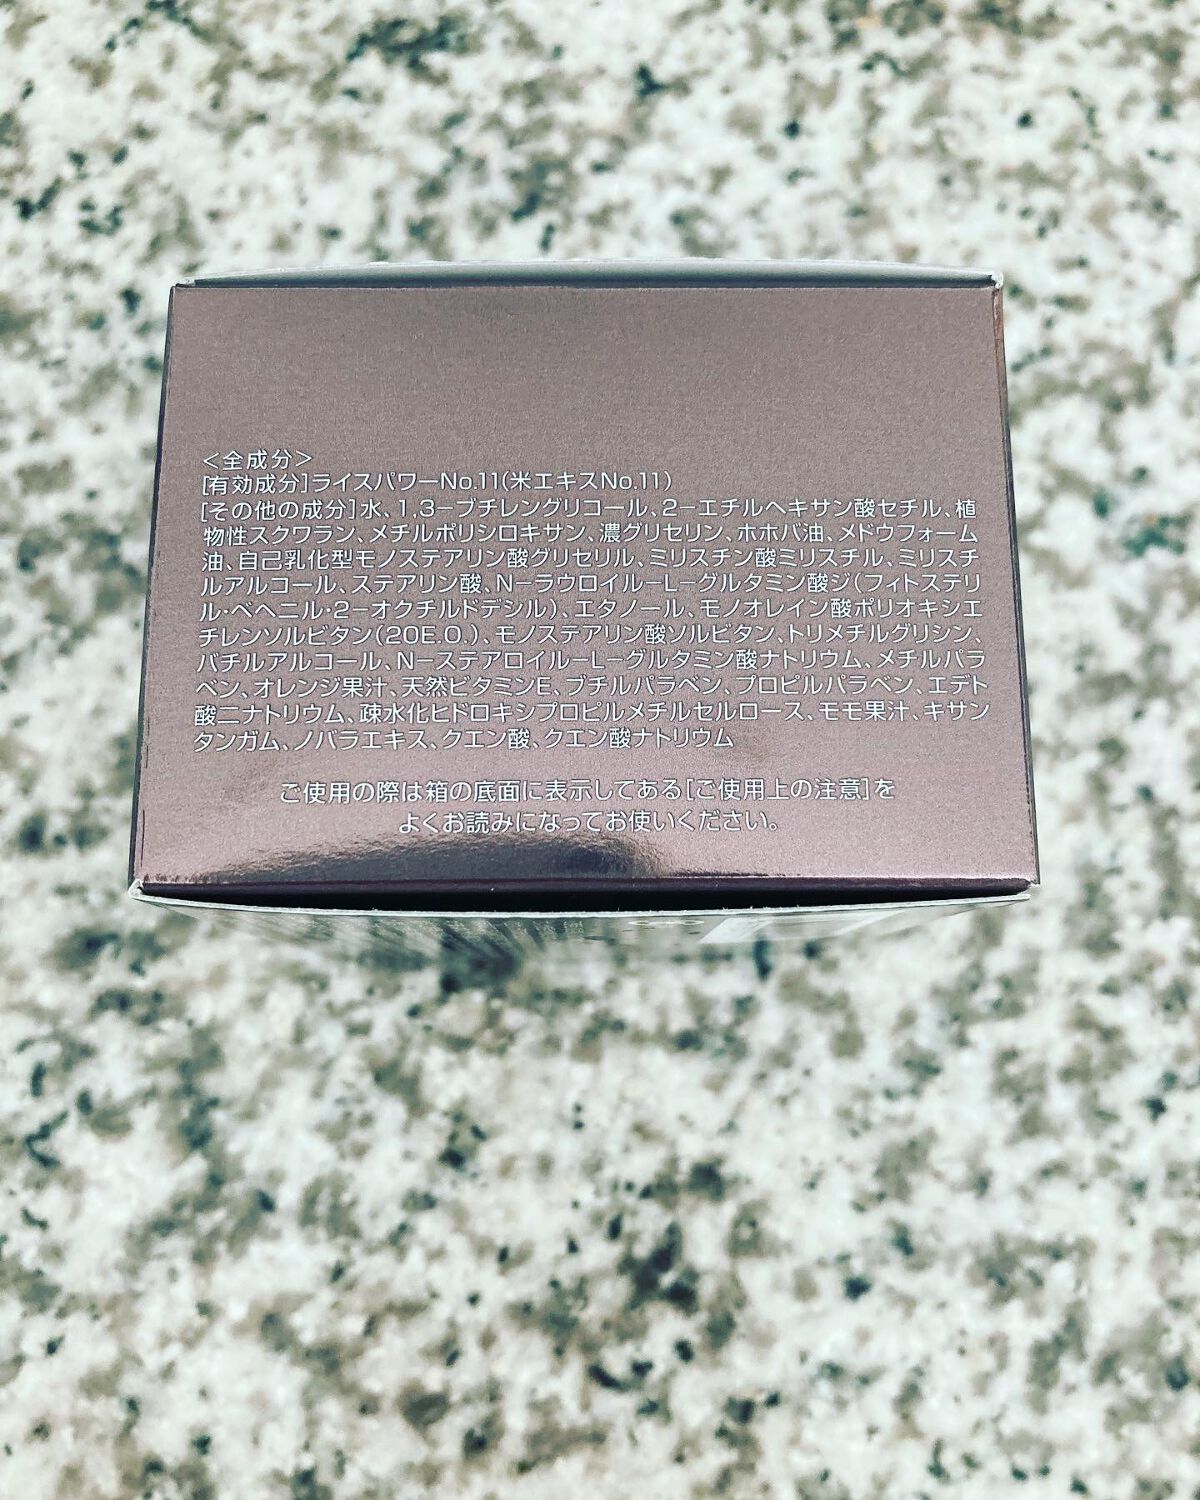 <全成分>
[有効成分]ライスパワーNo.11(米エキスNo.11)
[その他の成分]水、1,3−ブチレングリコール、2−エチルヘキサン酸セチル、植
物性スクワラン、メチルポリシロキサン、濃グリセリン、ホホバ油、メドウフォーム
油、自己乳化型モノステアリン酸グリセリル、ミリスチン酸ミリスチル、ミリスチ
ルアルコール、ステアリン酸、N−ラウロイル−L−グルタミン酸ジ(フィトステリ
ル・ベヘニル・2−オクチルドデシル)、エタノール、モノオレイン酸ポリオキシエ
チレンソルビタン(20E.O.)、モノステアリン酸ソルビタン、トリメチルグリシン、
バチルアルコール、N−ステアロイル−L−グルタミン酸ナトリウム、メチルパラ
ベン、オレンジ果汁、天然ビタミンE、ブチルパラベン、プロピルパラベン、エデト
酸二ナトリウム、疎水化ヒドロキシプロピルメチルセルロース、モモ果汁、キサン
タンガム、ノバラエキス、クエン酸、クエン酸ナトリウム
ご使用の際は箱の底面に表示してある[ご使用上の注意]を
よくお読みになってお使いください。